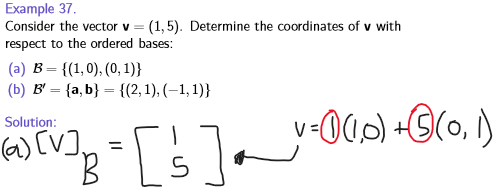 Example 37.
Consider the vector v = (1, 5). Determine the coordinates of v with
respect to the ordered bases:
(a) B = {(1, 0), (0, 1)}
(b) B′ = {a, b} = {(2, 1), (−1, 1)}
Solution:
v = 1(1,0) + 5(0, 1)
(a) [v]_B = [1
5]